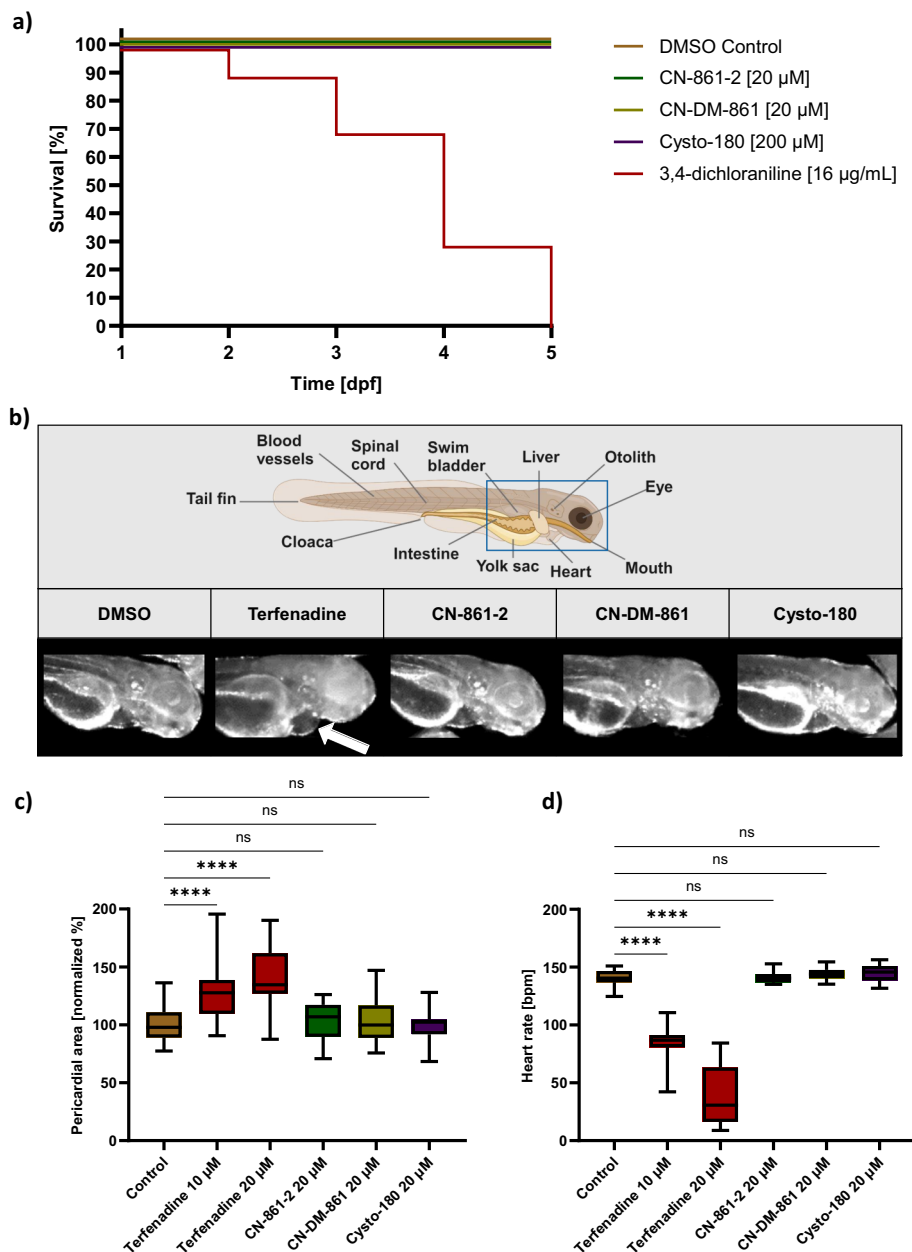 a)
Survival [%]
100
90
80
70
60
50
40
30
20
10
0
1
2
3
4
5
Time [dpf]
DMSO Control
CN-861-2 [20 µM]
CN-DM-861 [20 µM]
Cysto-180 [200 µM]
3,4-dichloraniline [16 µg/mL]
b)
Blood
vessels
Spinal
cord
Swim
bladder
Liver
Otolith
Eye
Tail fin
Cloaca
Intestine
Yolk sac
Heart
Mouth
DMSO
Terfenadine
CN-861-2
CN-DM-861
Cysto-180
c)
ns
ns
ns
****
****
Pericardial area [normalized %]
200
150
100
50
0
Control
Terfenadine 10 µM
Terfenadine 20 µM
CN-861-2 20 µM
CN-DM-861 20 µM
Cysto-180 20 µM
d)
ns
ns
ns
****
****
Heart rate [bpm]
200
150
100
50
0
Control
Terfenadine 10 µM
Terfenadine 20 µM
CN-861-2 20 µM
CN-DM-861 20 µM
Cysto-180 20 µM